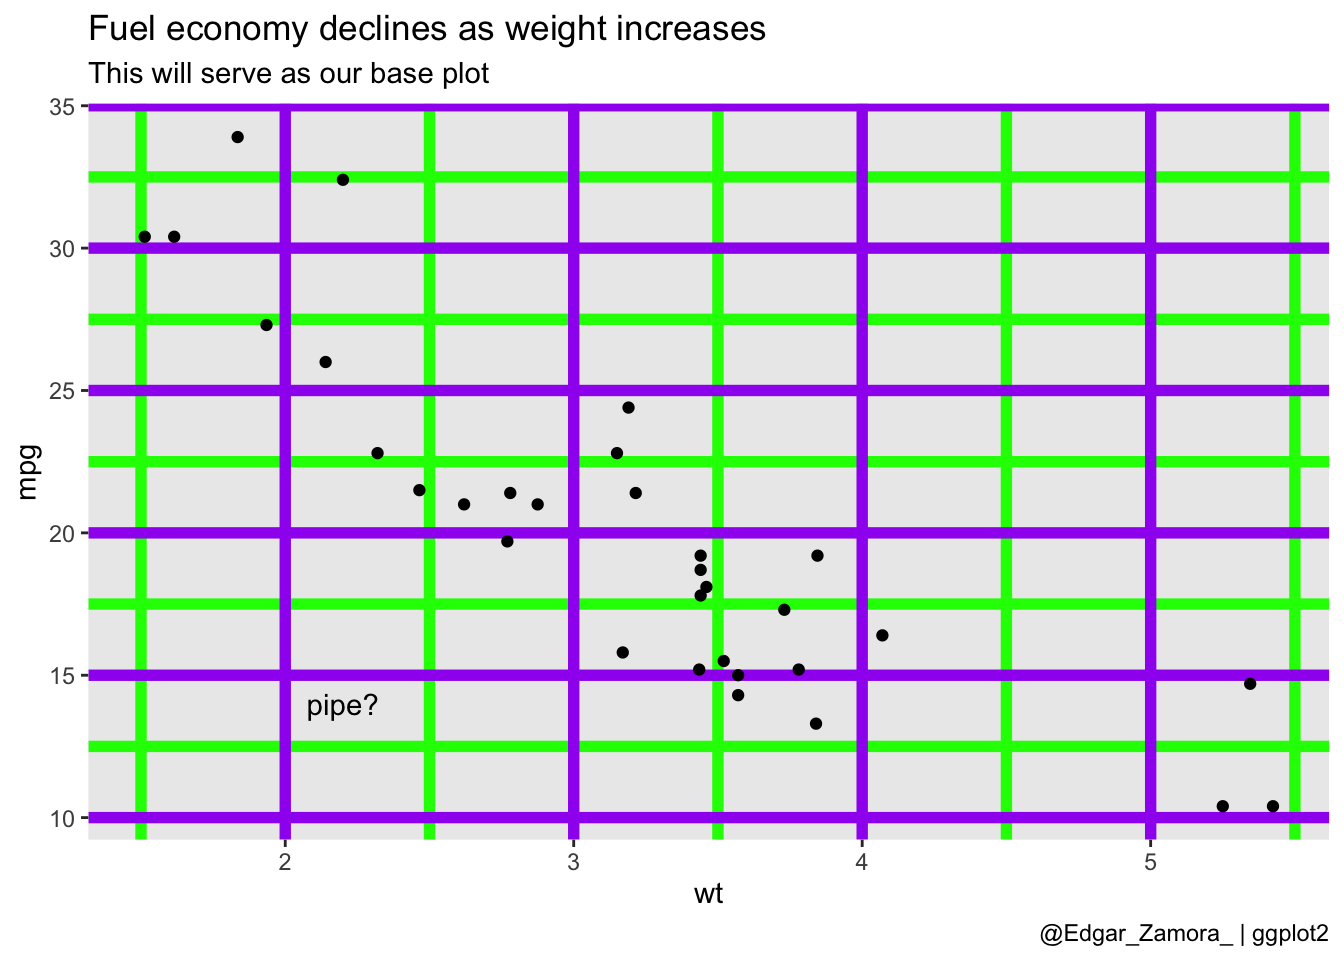 Fuel economy declines as weight increases
This will serve as our base plot
35
30
25
20
15
10
mpg
pipe?
2 3 4 5
wt
@Edgar_Zamora_ | ggplot2